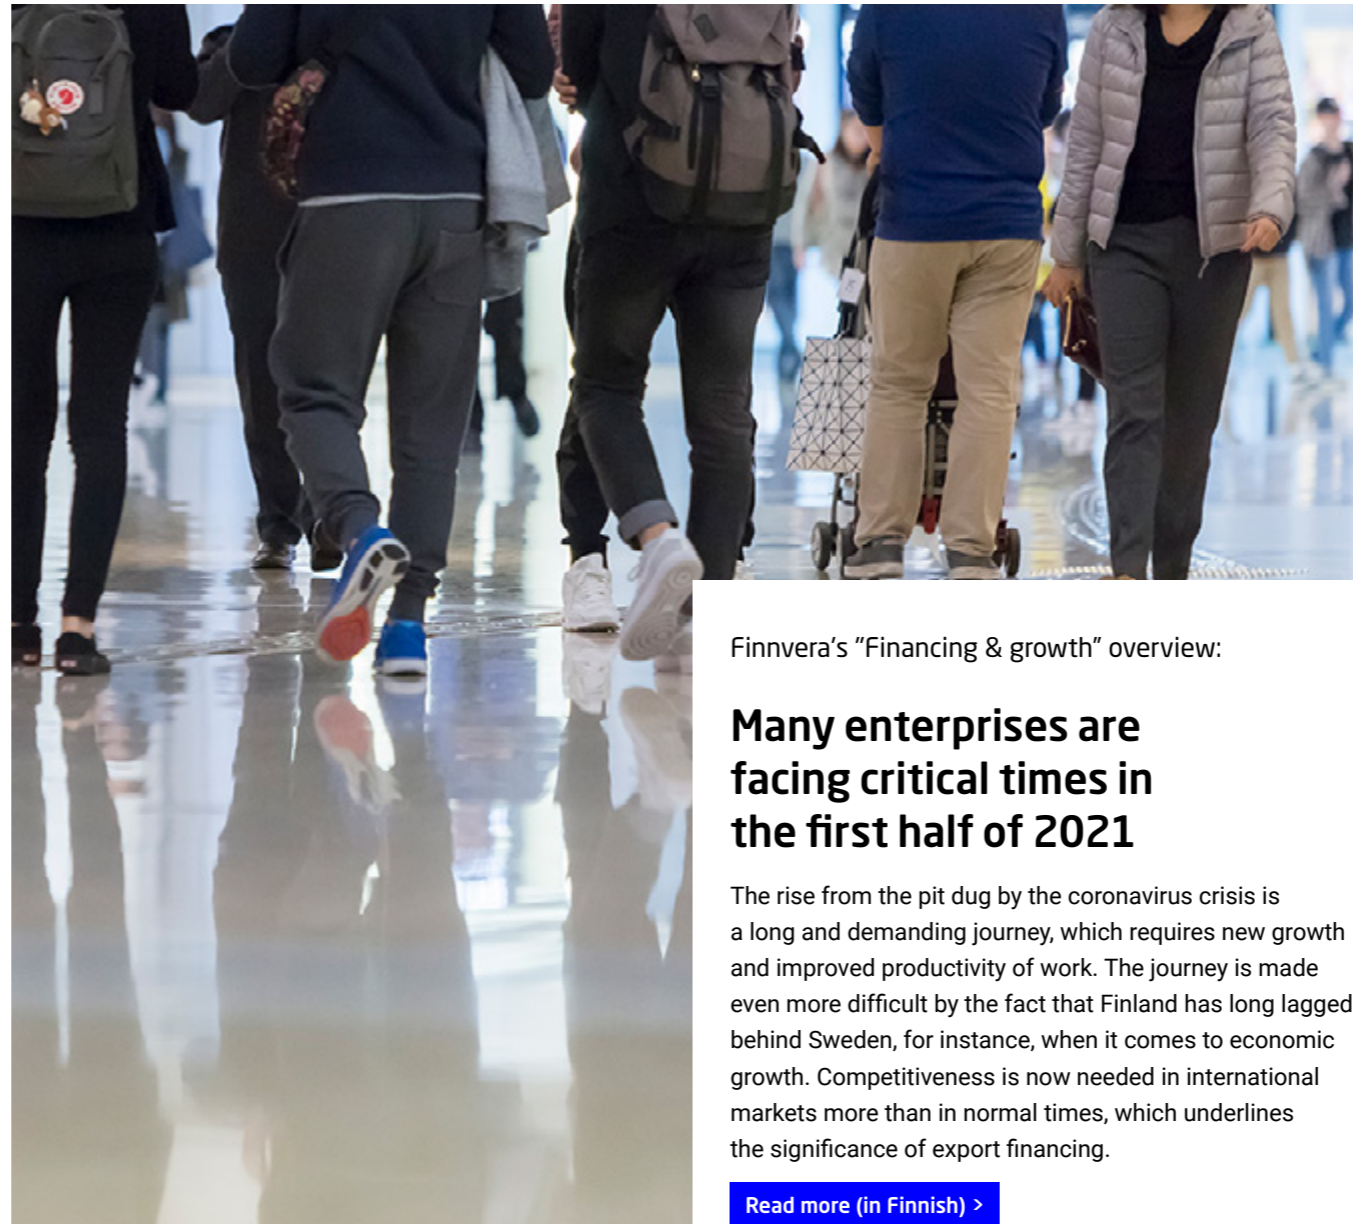 Finnvera's "Financing & growth" overview:
Many enterprises are
facing critical times in
the first half of 2021
The rise from the pit dug by the coronavirus crisis is
a long and demanding journey, which requires new growth
and improved productivity of work. The journey is made
even more difficult by the fact that Finland has long lagged
behind Sweden, for instance, when it comes to economic
growth. Competitiveness is now needed in international
markets more than in normal times, which underlines
the significance of export financing.
Read more (in Finnish) >